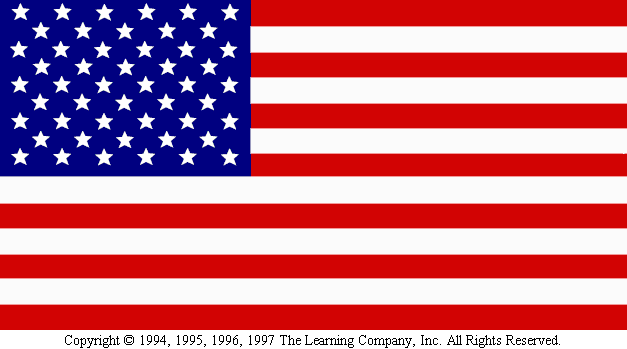 Copyright © 1994, 1995, 1996, 1997 The Learning Company, Inc. All Rights Reserved.